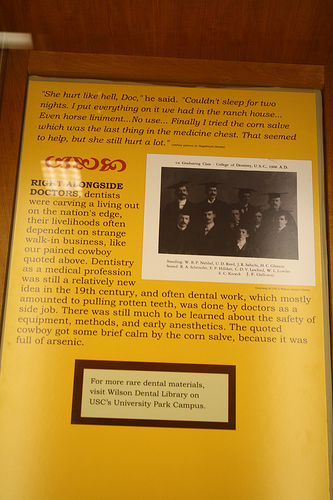 "She hurt like hell, Doc," he said. "Couldn't sleep for two
nights. I put everything on it we had in the ranch house...
Even horse liniment...No use... Finally I tried the corn salve
which was the last thing in the medicine chest. That seemed
to help, but she still hurt a lot."
RIGHT ALONGSIDE
DOCTORS, dentists
were carving a living out
on the nation's edge,
their livelihoods often
dependent on strange
walk-in business, like
our pained cowboy
quoted above. Dentistry
as a medical profession
was still a relatively new
idea in the 19th century, and often dental work, which mostly
amounted to pulling rotten teeth, was done by doctors as a
side job. There was still much to be learned about the safety of
equipment, methods, and early anesthetics. The quoted
cowboy got some brief calm by the corn salve, because it was
full of arsenic.
1st Graduating Class - College of Dentistry, U.S.C., 1900 A.D.
Standing: W. R. P.
F. C.
J. F.
For more rare dental materials,
visit Wilson Dental Library on
USC's University Park Campus.